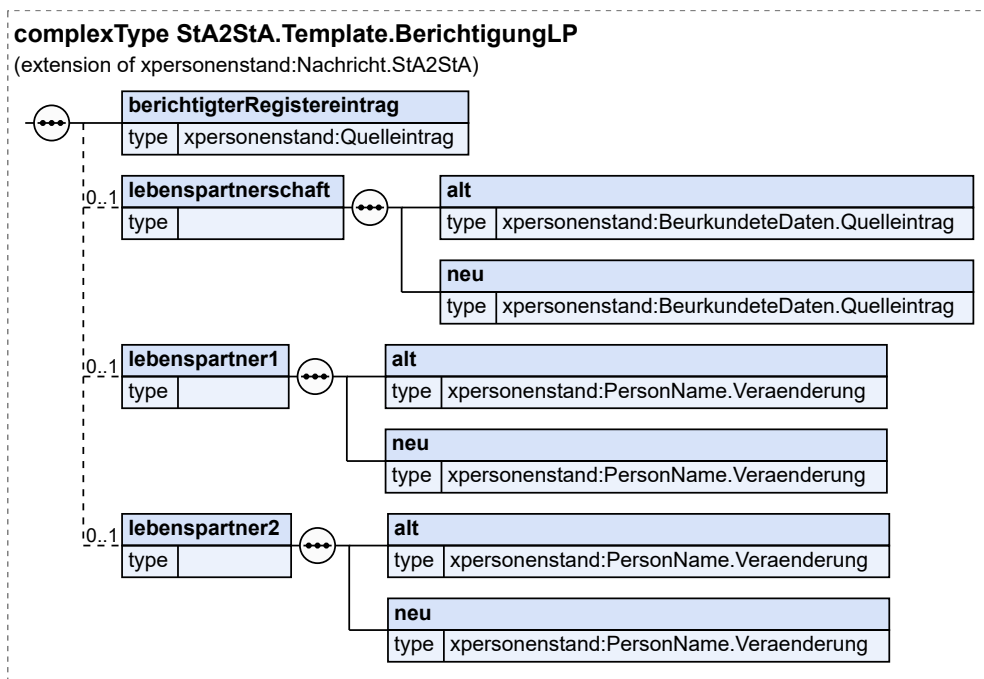 complexType StA2StA.Template.BerichtigungLP
(extension of xpersonenstand:Nachricht.StA2StA)
berichtigterRegistereintrag
type xpersonenstand:Quelleintrag
0..1
lebenspartnerschaft
type
alt
type xpersonenstand:BeurkundeteDaten.Quelleintrag
neu
type xpersonenstand:BeurkundeteDaten.Quelleintrag
0..1
lebenspartner1
type
alt
type xpersonenstand:PersonName.Veraenderung
neu
type xpersonenstand:PersonName.Veraenderung
0..1
lebenspartner2
type
alt
type xpersonenstand:PersonName.Veraenderung
neu
type xpersonenstand:PersonName.Veraenderung